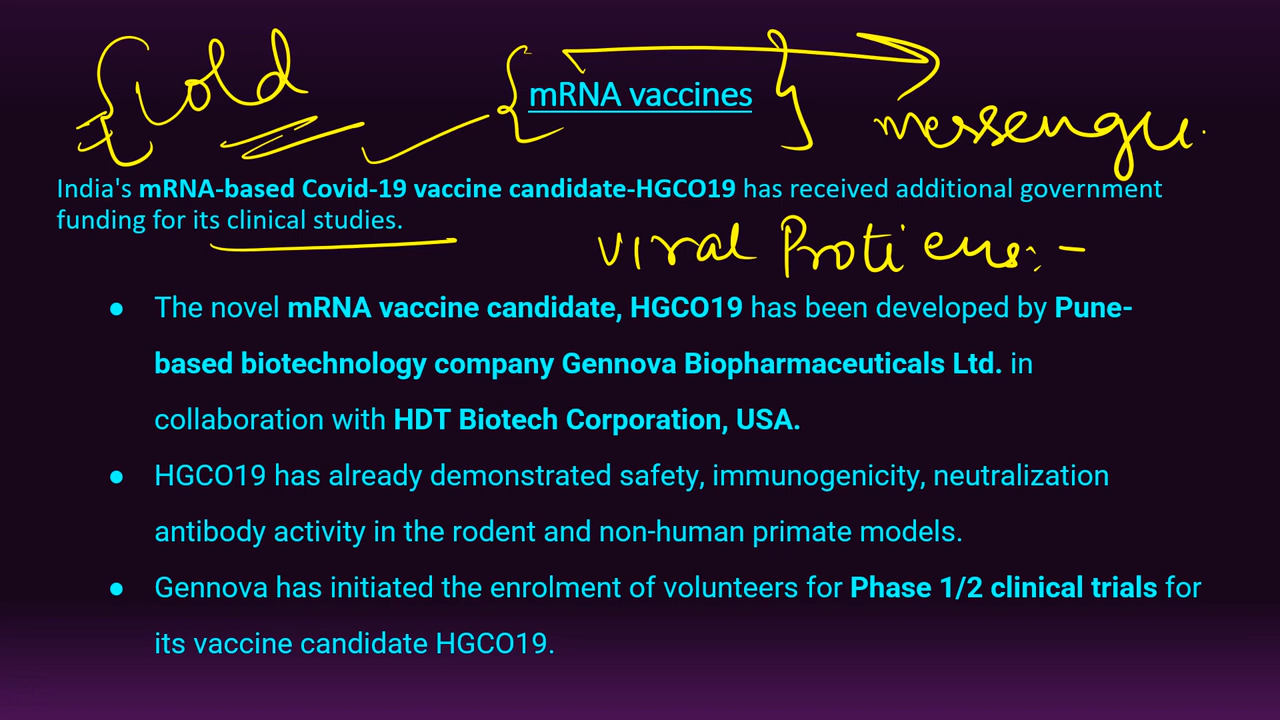 mRNA vaccines
messenger
India's mRNA-based Covid-19 vaccine candidate-HGCO19 has received additional government
funding for its clinical studies.
viral Protiens:-
The novel mRNA vaccine candidate, HGCO19 has been developed by Pune-
based biotechnology company Gennova Biopharmaceuticals Ltd. in
collaboration with HDT Biotech Corporation, USA.
HGCO19 has already demonstrated safety, immunogenicity, neutralization
antibody activity in the rodent and non-human primate models.
Gennova has initiated the enrolment of volunteers for Phase 1/2 clinical trials for
its vaccine candidate HGCO19.